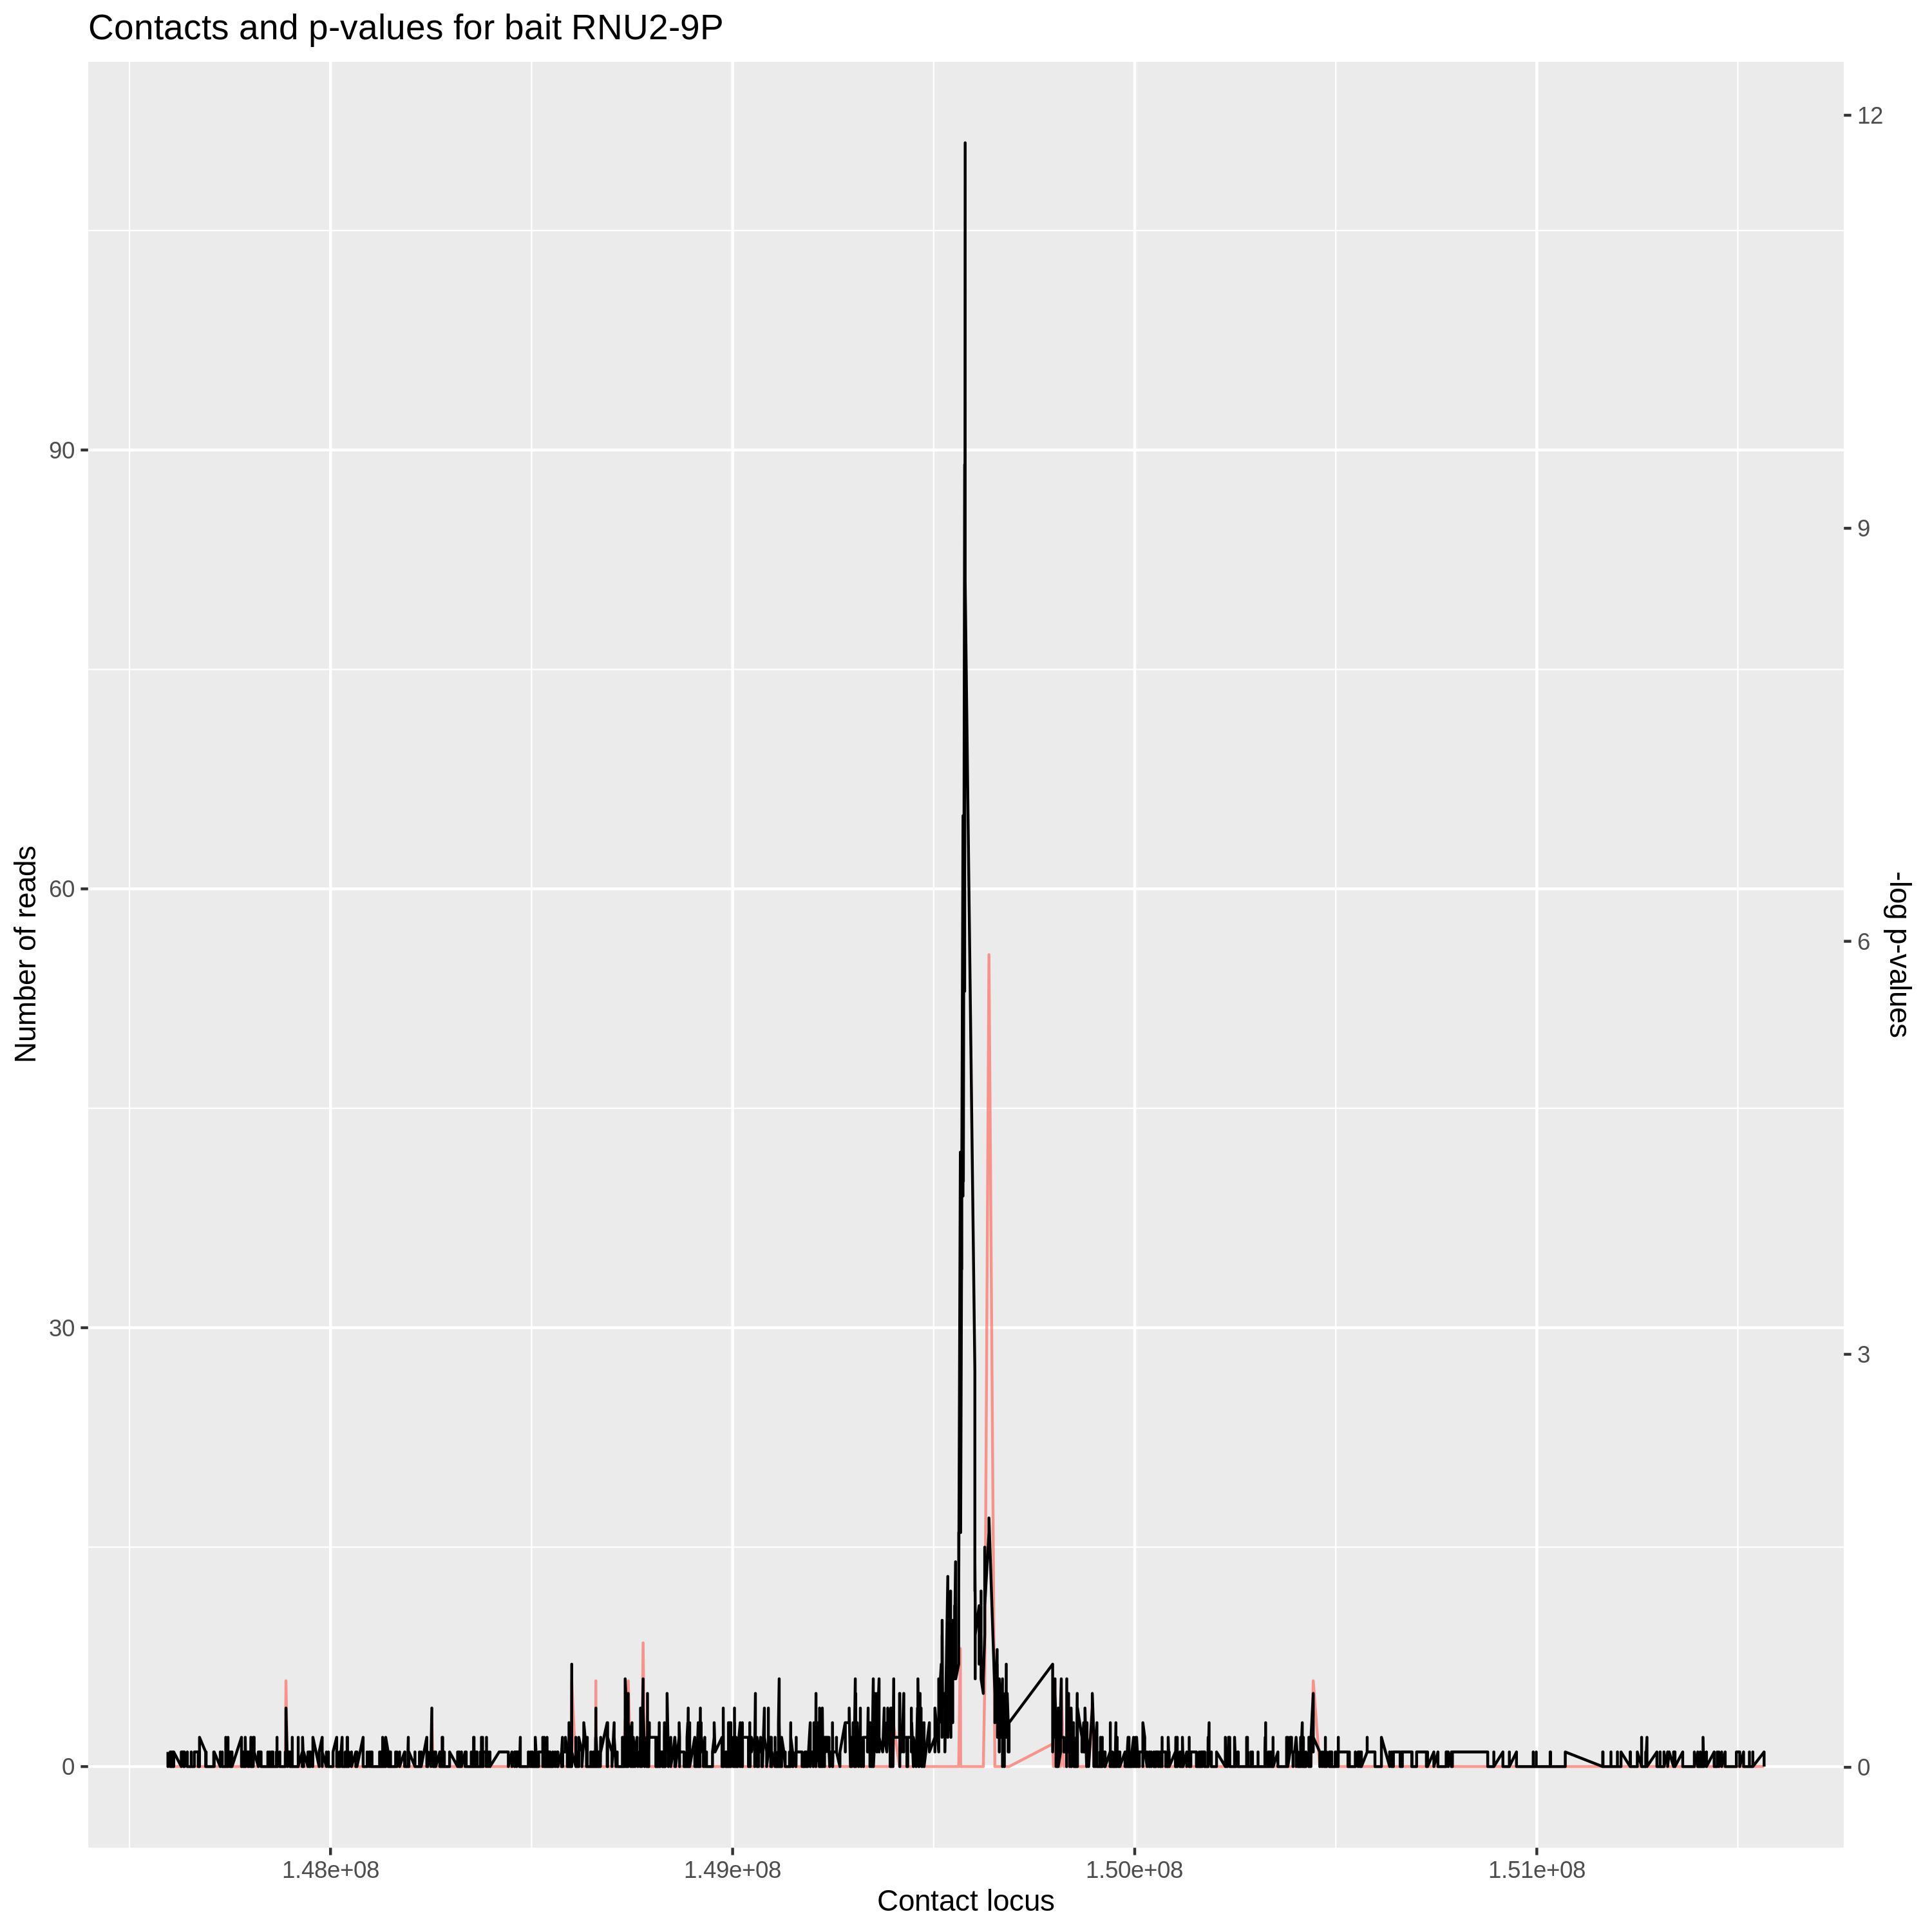 Contacts and p-values for bait RNU2-9P
12
90
9
Number of reads
60
6
-log p-values
30
3
0
0
1.48e+08
1.49e+08
1.50e+08
1.51e+08
Contact locus